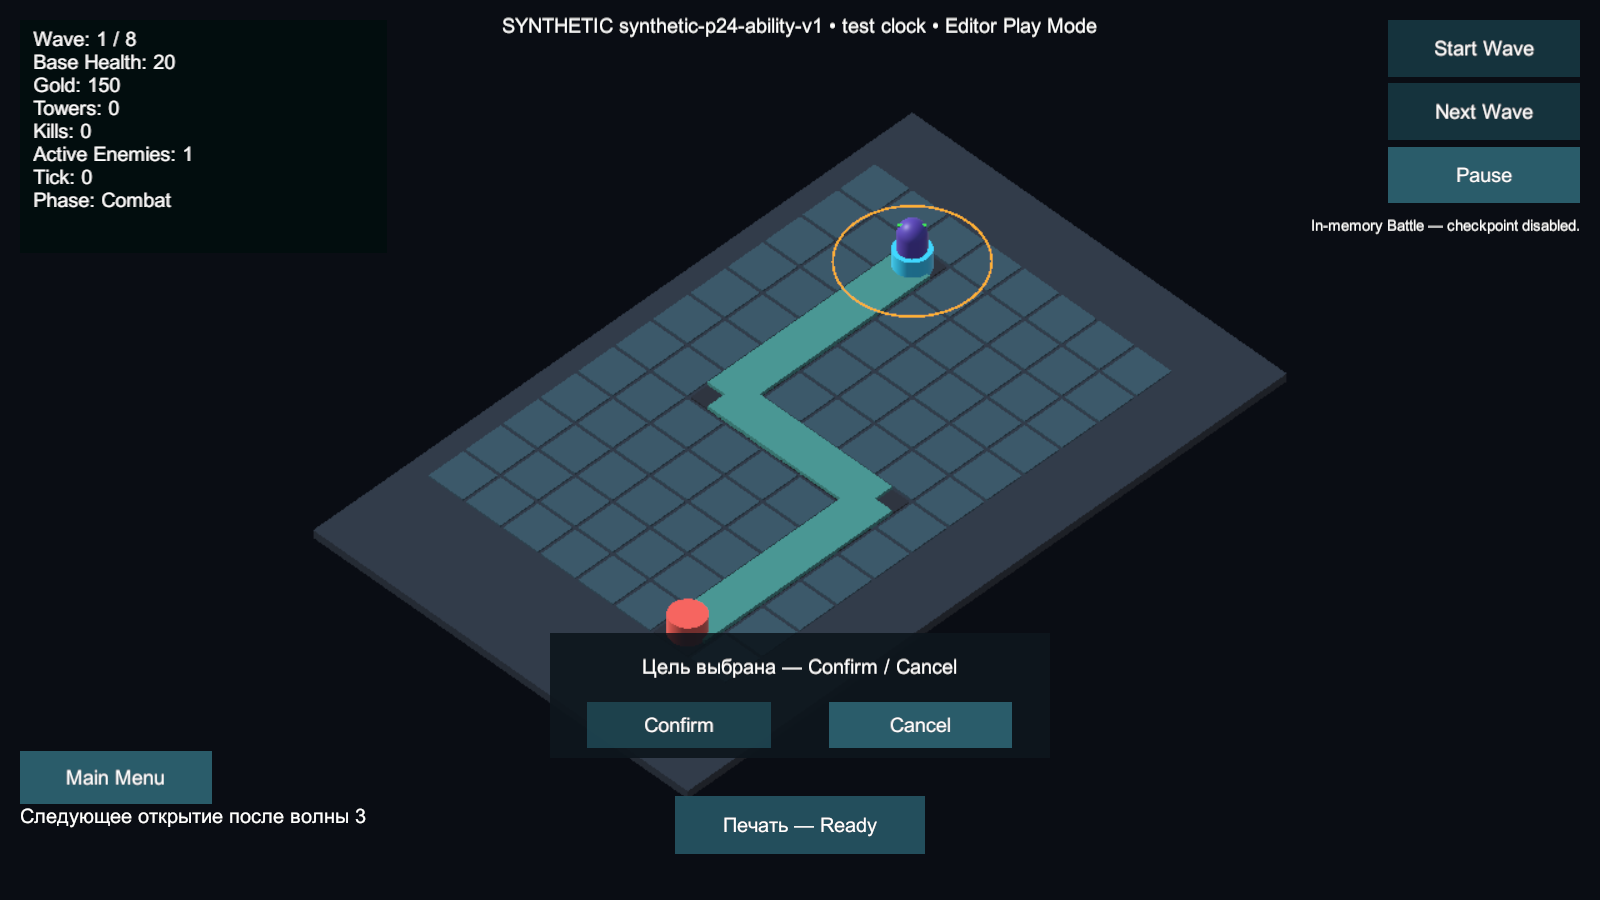 Wave: 1 / 8
Base Health: 20
Gold: 150
Towers: 0
Kills: 0
Active Enemies: 1
Tick: 0
Phase: Combat
SYNTHETIC synthetic-p24-ability-v1 • test clock • Editor Play Mode
Start Wave
Next Wave
Pause
In-memory Battle — checkpoint disabled.
Цель выбрана — Confirm / Cancel
Confirm
Cancel
Main Menu
Следующее открытие после волны 3
Печать — Ready